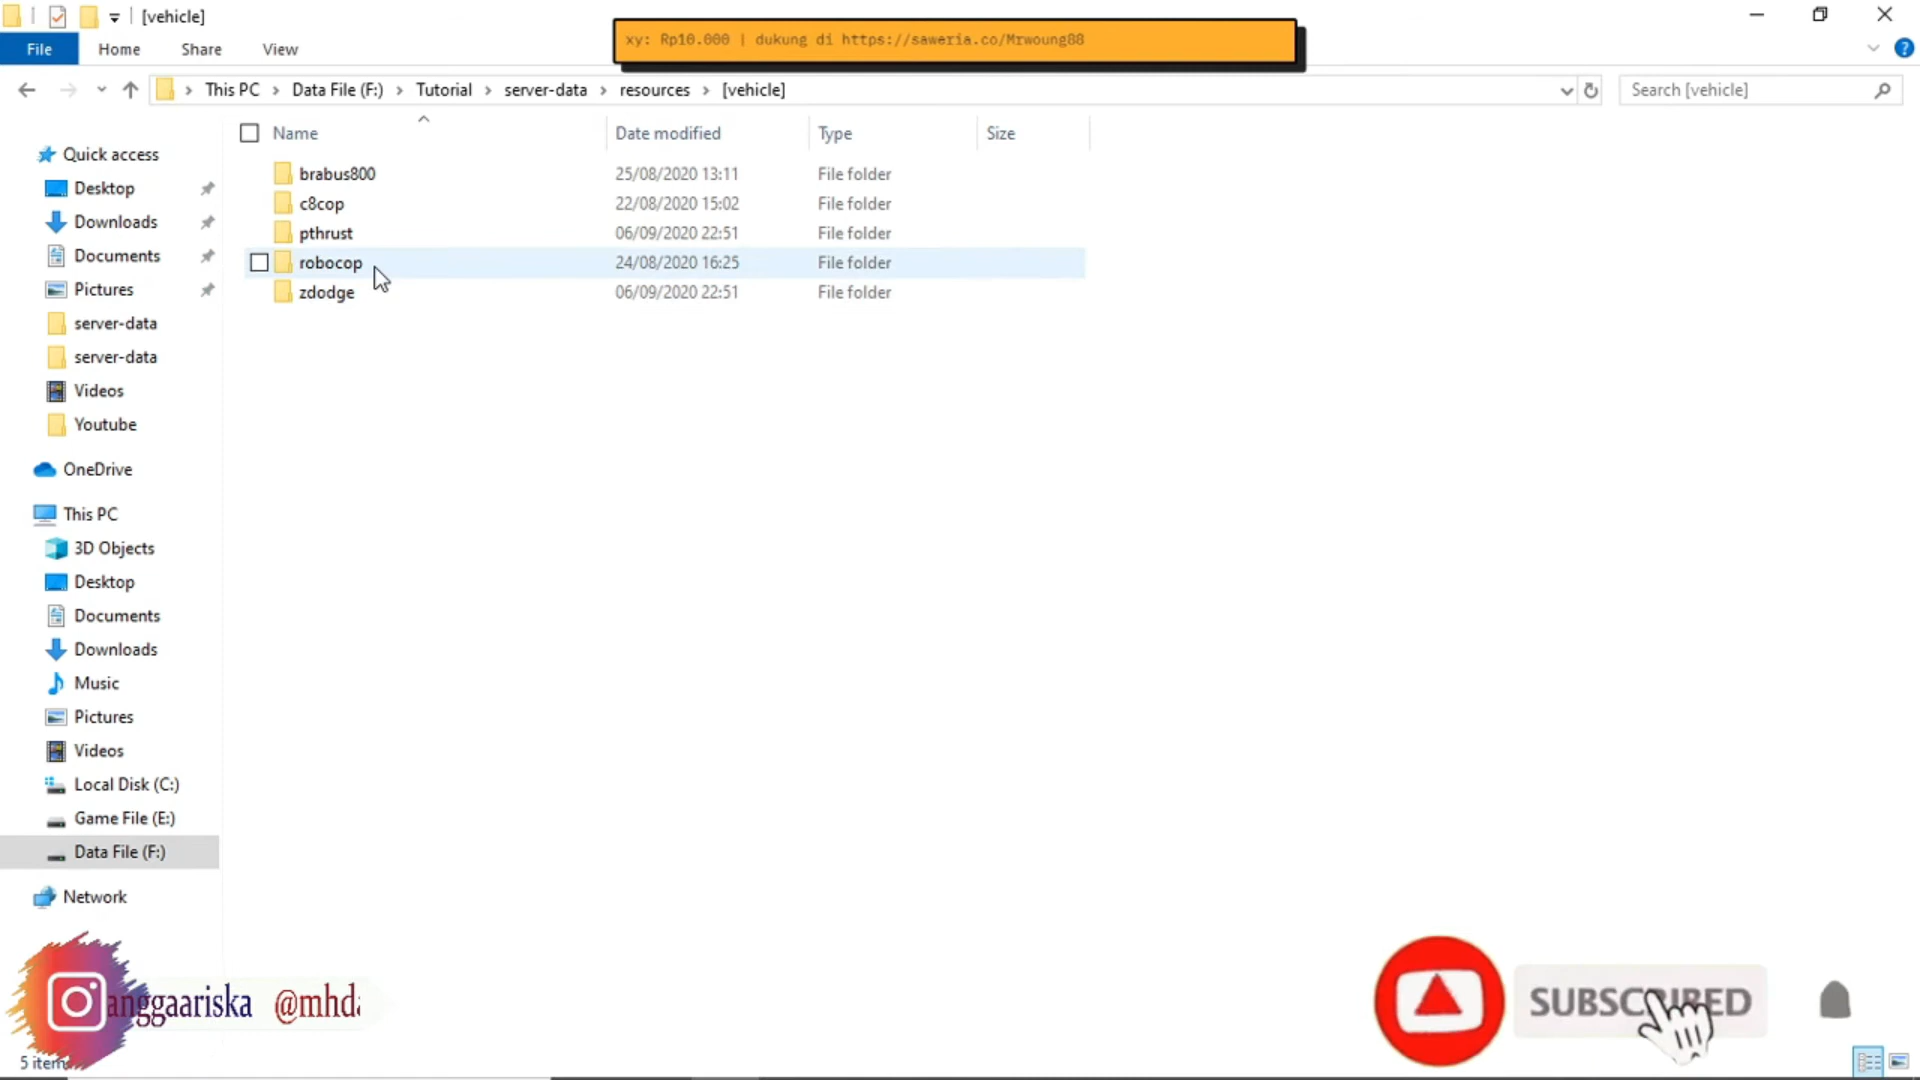 [vehicle]
xy: Rp10.000 | dukung di https://saweria.co/Mrwoung88
File Home Share View
This PC Data File (F:) Tutorial server-data resources [vehicle]
Search [vehicle]
Name Date modified Type Size
brabus800 25/08/2020 13:11 File folder
c8cop 22/08/2020 15:02 File folder
pthrust 06/09/2020 22:51 File folder
robocop 24/08/2020 16:25 File folder
zdodge 06/09/2020 22:51 File folder
Quick access
Desktop
Downloads
Documents
Pictures
server-data
server-data
Videos
Youtube
OneDrive
This PC
3D Objects
Desktop
Documents
Downloads
Music
Pictures
Videos
Local Disk (C:)
Game File (E:)
Data File (F:)
Network
anggaariska @mhd
SUBSCRIBED
5 item